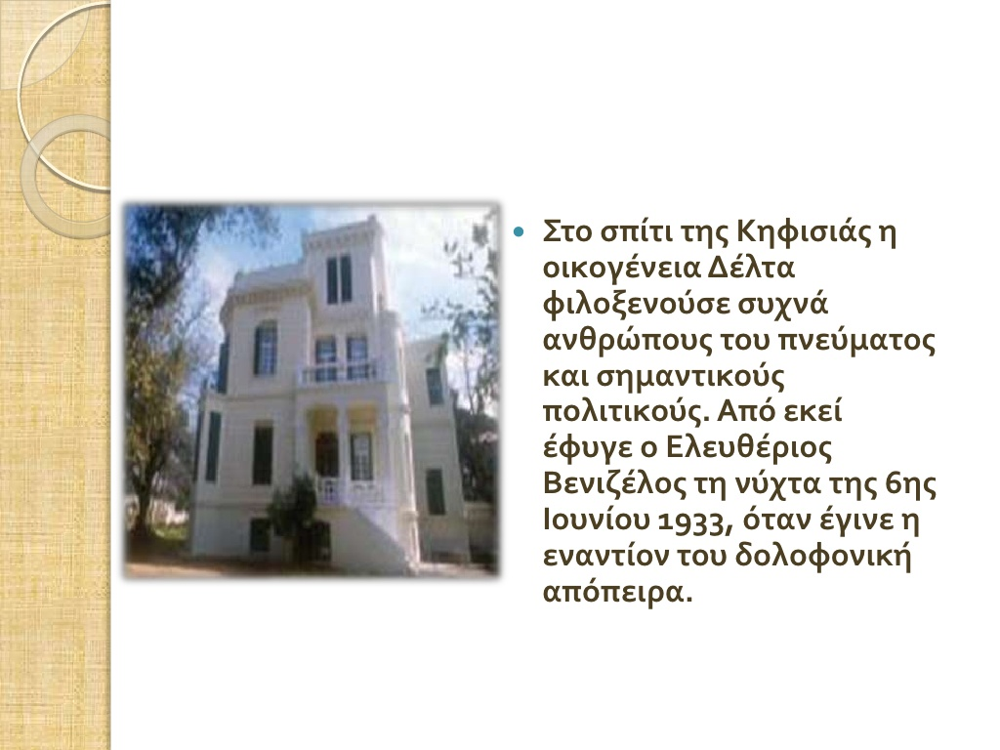 Στο σπίτι της Κηφισιάς η
οικογένεια Δέλτα
φιλοξενούσε συχνά
ανθρώπους του πνεύματος
και σημαντικούς
πολιτικούς. Από εκεί
έφυγε ο Ελευθέριος
Βενιζέλος τη νύχτα της 6ης
Ιουνίου 1933, όταν έγινε η
εναντίον του δολοφονική
απόπειρα.